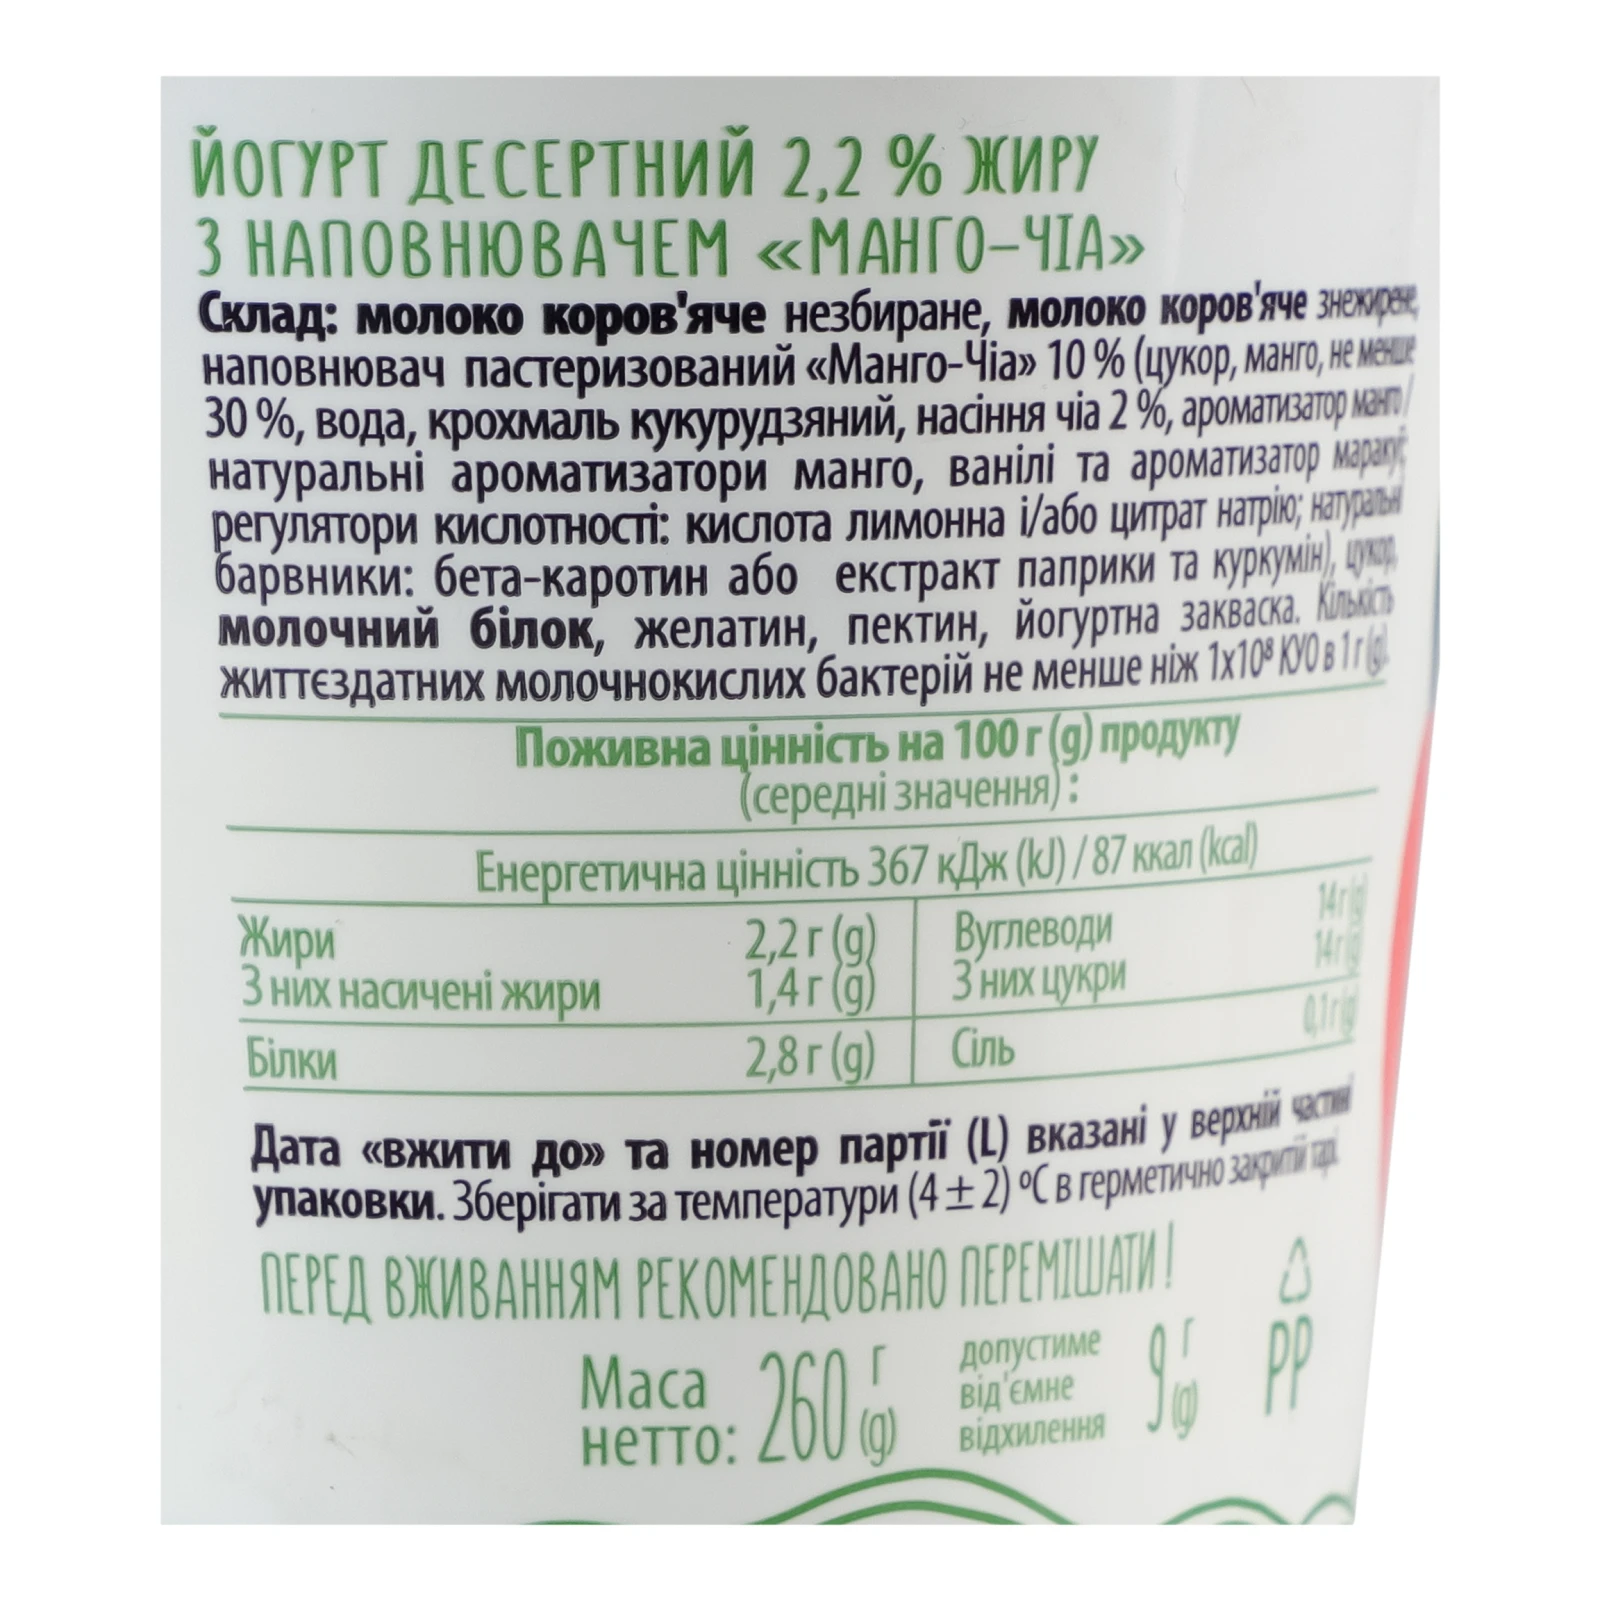 ЙОГУРТ ДЕСЕРТНИЙ 2,2 % ЖИРУ
З НАПОВНЮВАЧЕМ «МАНГО–ЧІА»
Склад: молоко коров'яче незбиране, молоко коров'яче знежирене,
наповнювач пастеризований «Манго-Чіа» 10 % (цукор, манго, не менше
30 %, вода, крохмаль кукурудзяний, насіння чіа 2 %, ароматизатор манго /
натуральні ароматизатори манго, ванілі та ароматизатор маракуї;
регулятори кислотності: кислота лимонна і/або цитрат натрію; натуральні
барвники: бета-каротин або екстракт паприки та куркумін), цукор,
молочний білок, желатин, пектин, йогуртна закваска. Кількість
життєздатних молочнокислих бактерій не менше ніж 1x10⁸ КУО в 1 г (g).
Поживна цінність на 100 г (g) продукту
(середні значення) :
Енергетична цінність 367 кДж (kJ) / 87 ккал (kcal)
Жири 2,2 г (g) Вуглеводи 14 г (g)
З них насичені жири 1,4 г (g) З них цукри 14 г (g)
Білки 2,8 г (g) Сіль 0,1 г (g)
Дата «вжити до» та номер партії (L) вказані у верхній частині
упаковки. Зберігати за температури (4 ± 2) °С в герметично закритій тарі.
ПЕРЕД ВЖИВАННЯМ РЕКОМЕНДОВАНО ПЕРЕМІШАТИ !
Маса нетто: 260 г (g)
допустиме від'ємне відхилення 9 г (g)
PP